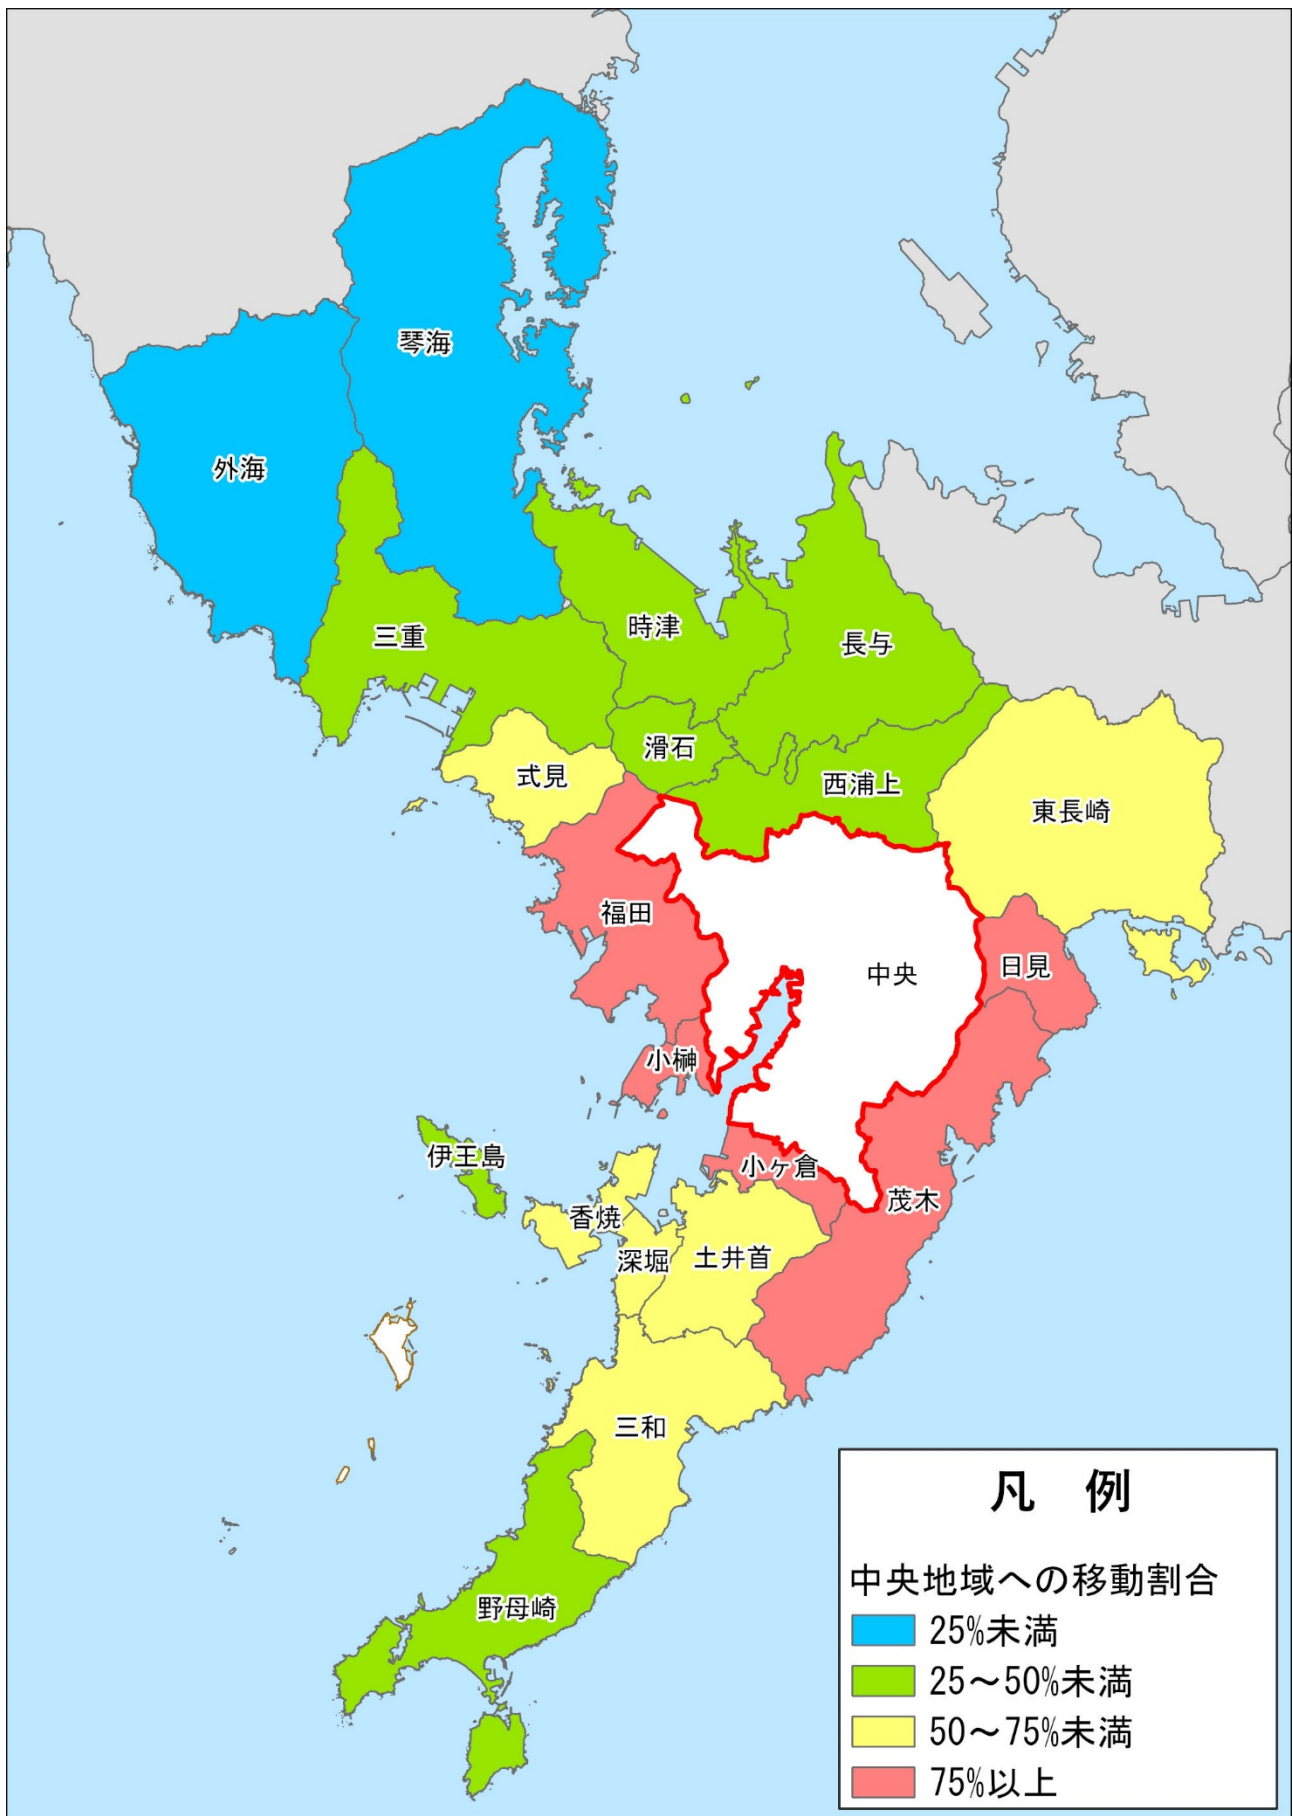 琴海
外海
三重
時津
長与
滑石
式見
西浦上
東長崎
福田
中央
日見
小榊
伊王島
小ヶ倉
茂木
香焼
深堀
土井首
三和
野母崎
凡 例
中央地域への移動割合
25%未満
25～50%未満
50～75%未満
75%以上